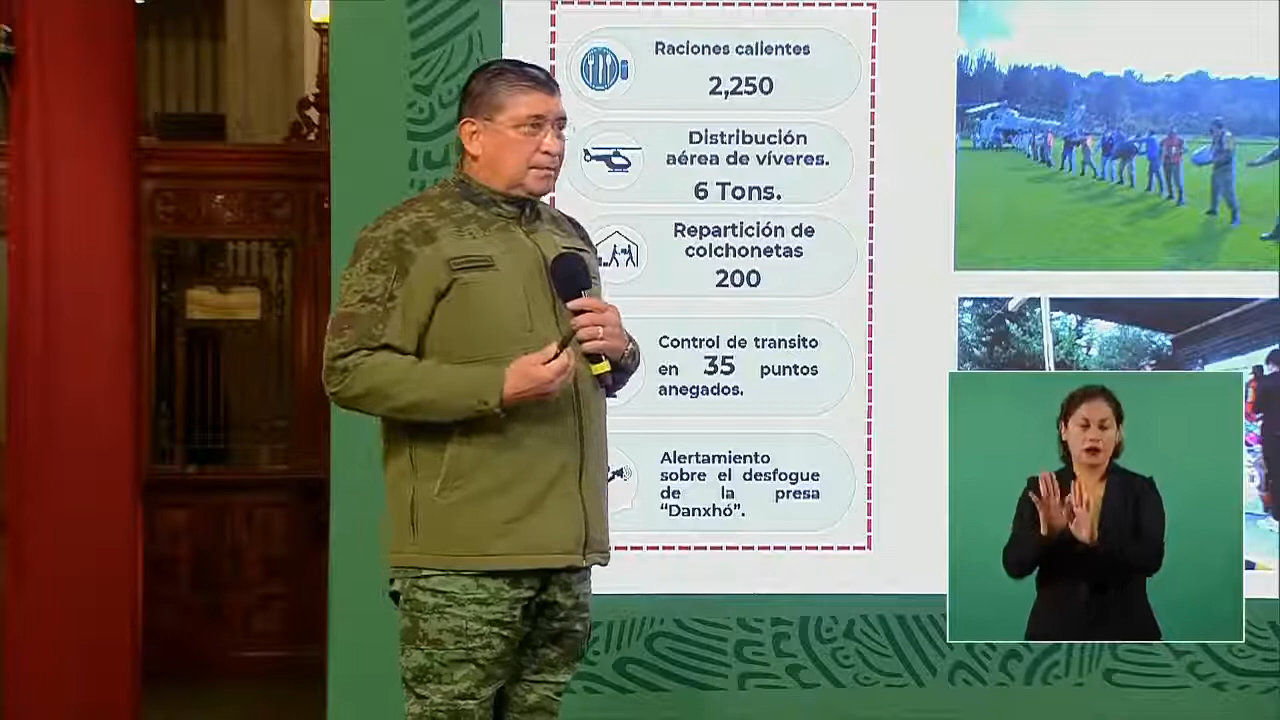 Raciones calientes
2,250
Distribución
aérea de víveres.
6 Tons.
Repartición de
colchonetas
200
Control de transito
en 35 puntos
anegados.
Alertamiento
sobre el desfogue
de la presa
“Danxhó”.